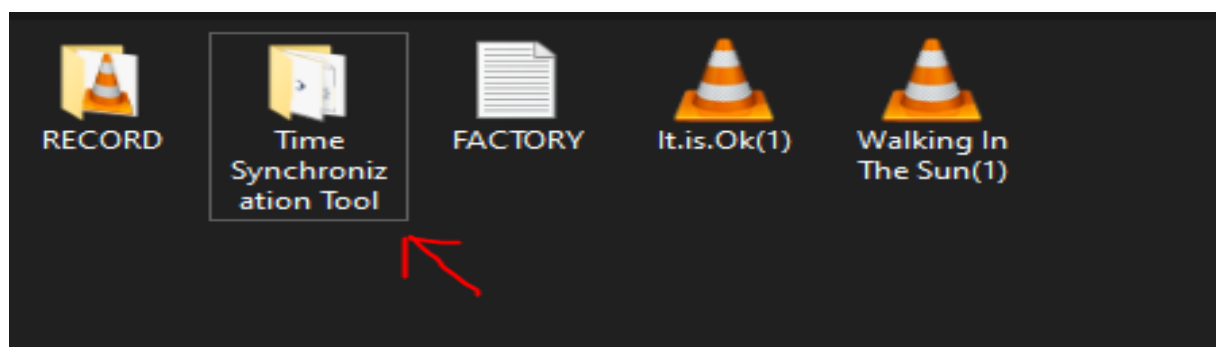 RECORD
Time
Synchroniz
ation Tool
FACTORY
It.is.Ok(1)
Walking In
The Sun(1)